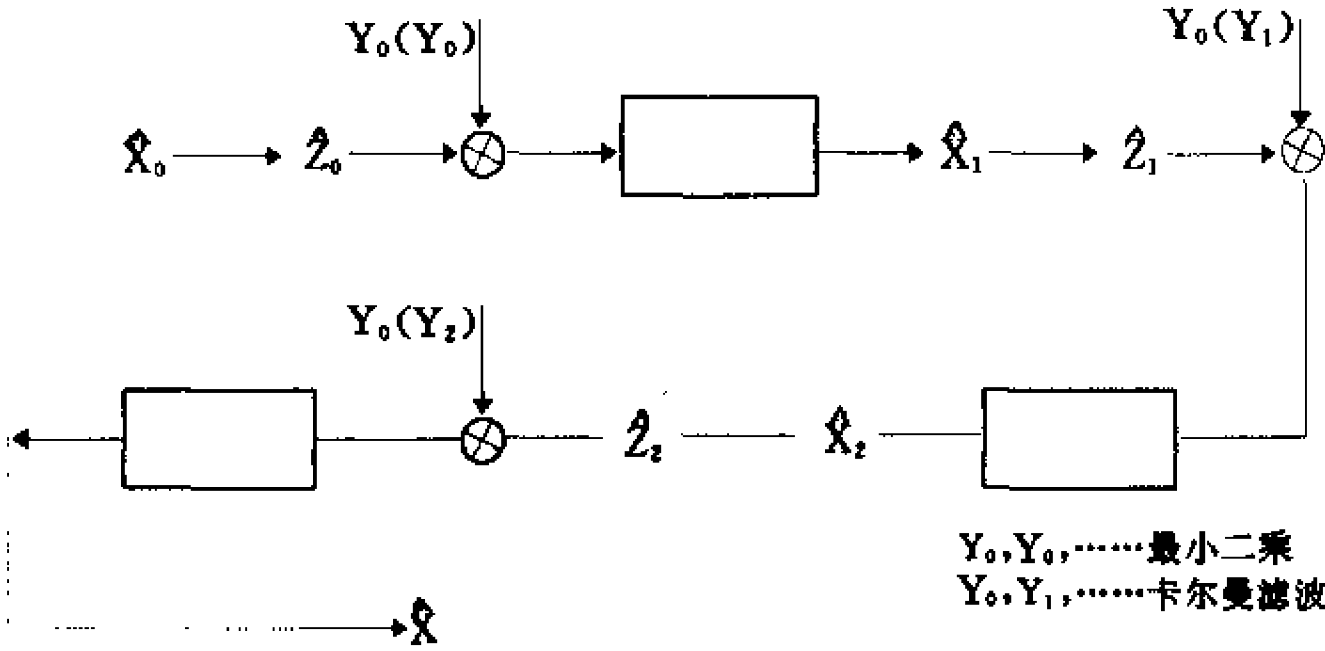 Y₀(Y₀)
Y₀(Y₁)
X̂₀ Ẑ₀ X̂₁ Ẑ₁
Y₀(Y₂)
Ẑ₂ X̂₂
Y₀,Y₀,……最小二乘
Y₀,Y₁,……卡尔曼滤波
X̂